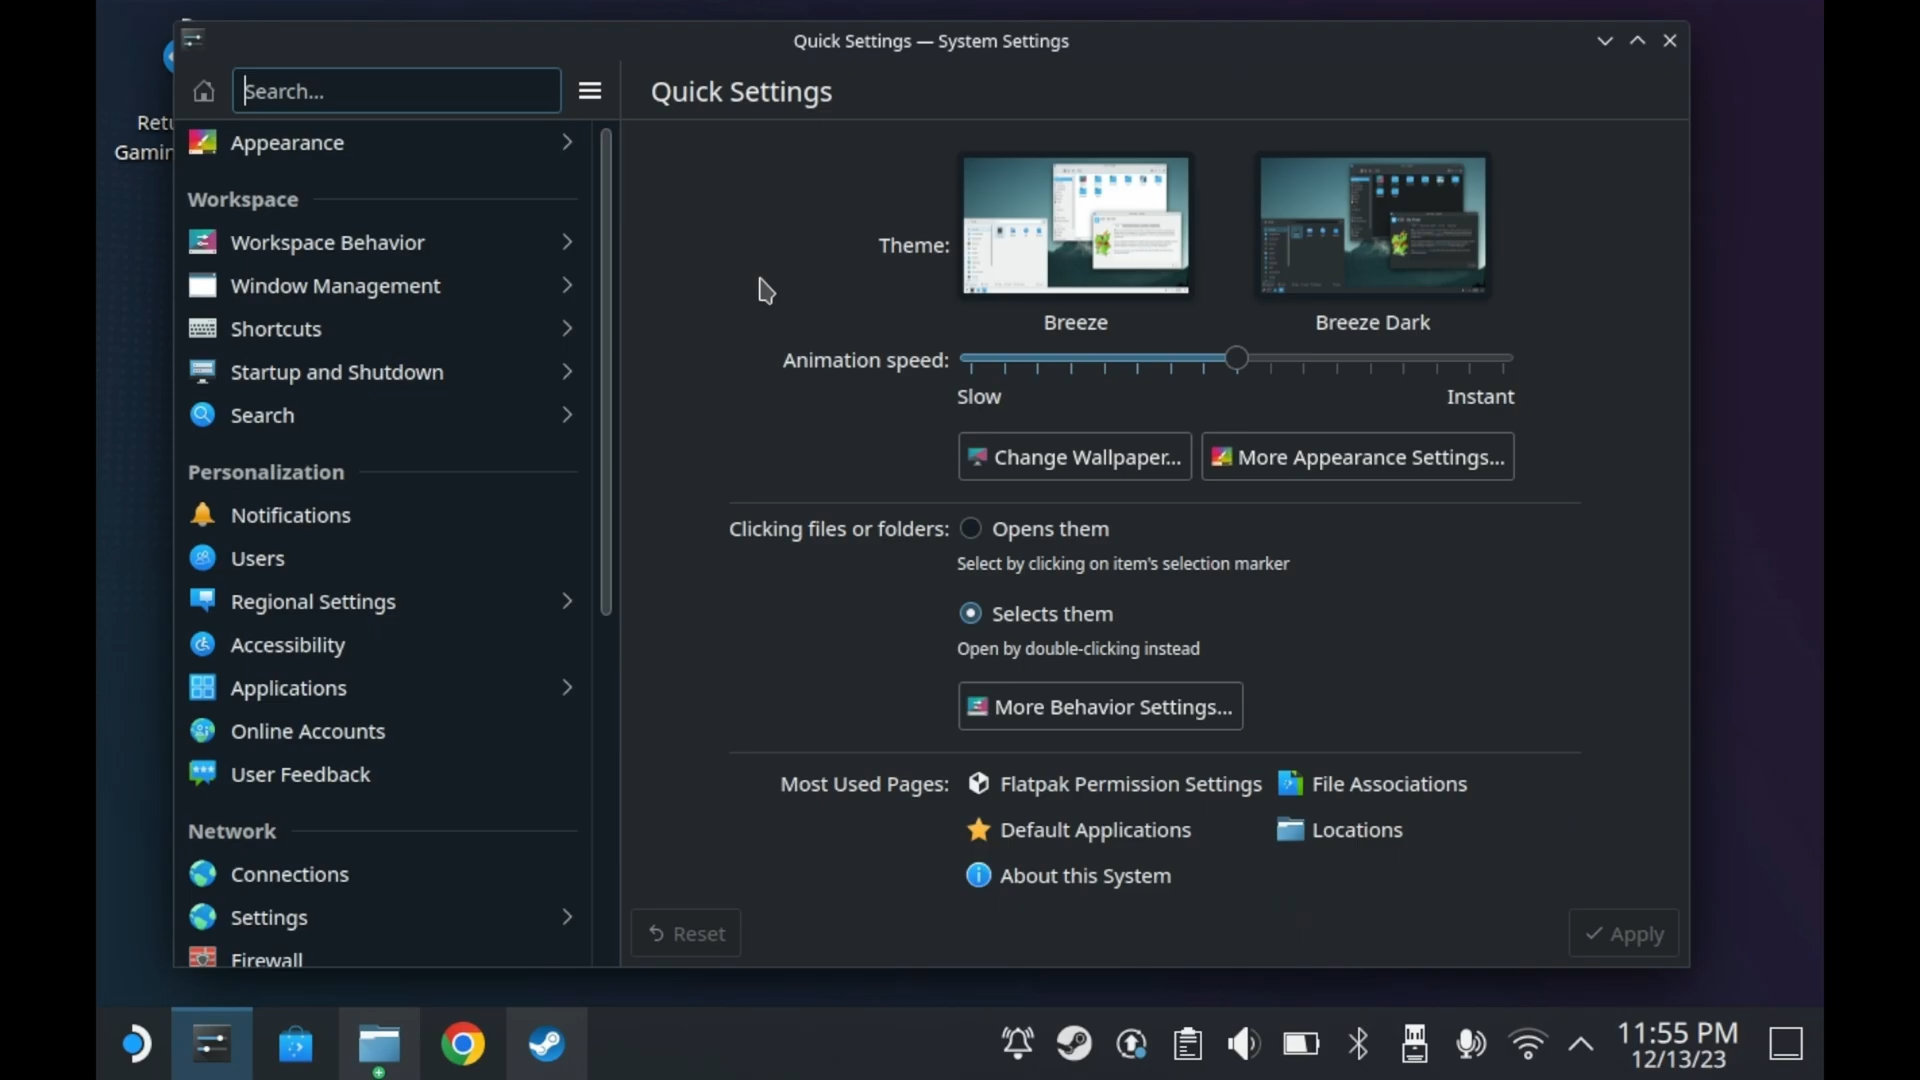 Quick Settings — System Settings
Search...
Quick Settings
Appearance
Workspace
Workspace Behavior
Window Management
Shortcuts
Startup and Shutdown
Search
Personalization
Notifications
Users
Regional Settings
Accessibility
Applications
Online Accounts
User Feedback
Network
Connections
Settings
Firewall
Theme:
Breeze
Breeze Dark
Animation speed:
Slow
Instant
Change Wallpaper...
More Appearance Settings...
Clicking files or folders:
Opens them
Select by clicking on item's selection marker
Selects them
Open by double-clicking instead
More Behavior Settings...
Most Used Pages:
Flatpak Permission Settings
File Associations
Default Applications
Locations
About this System
Reset
Apply
11:55 PM
12/13/23